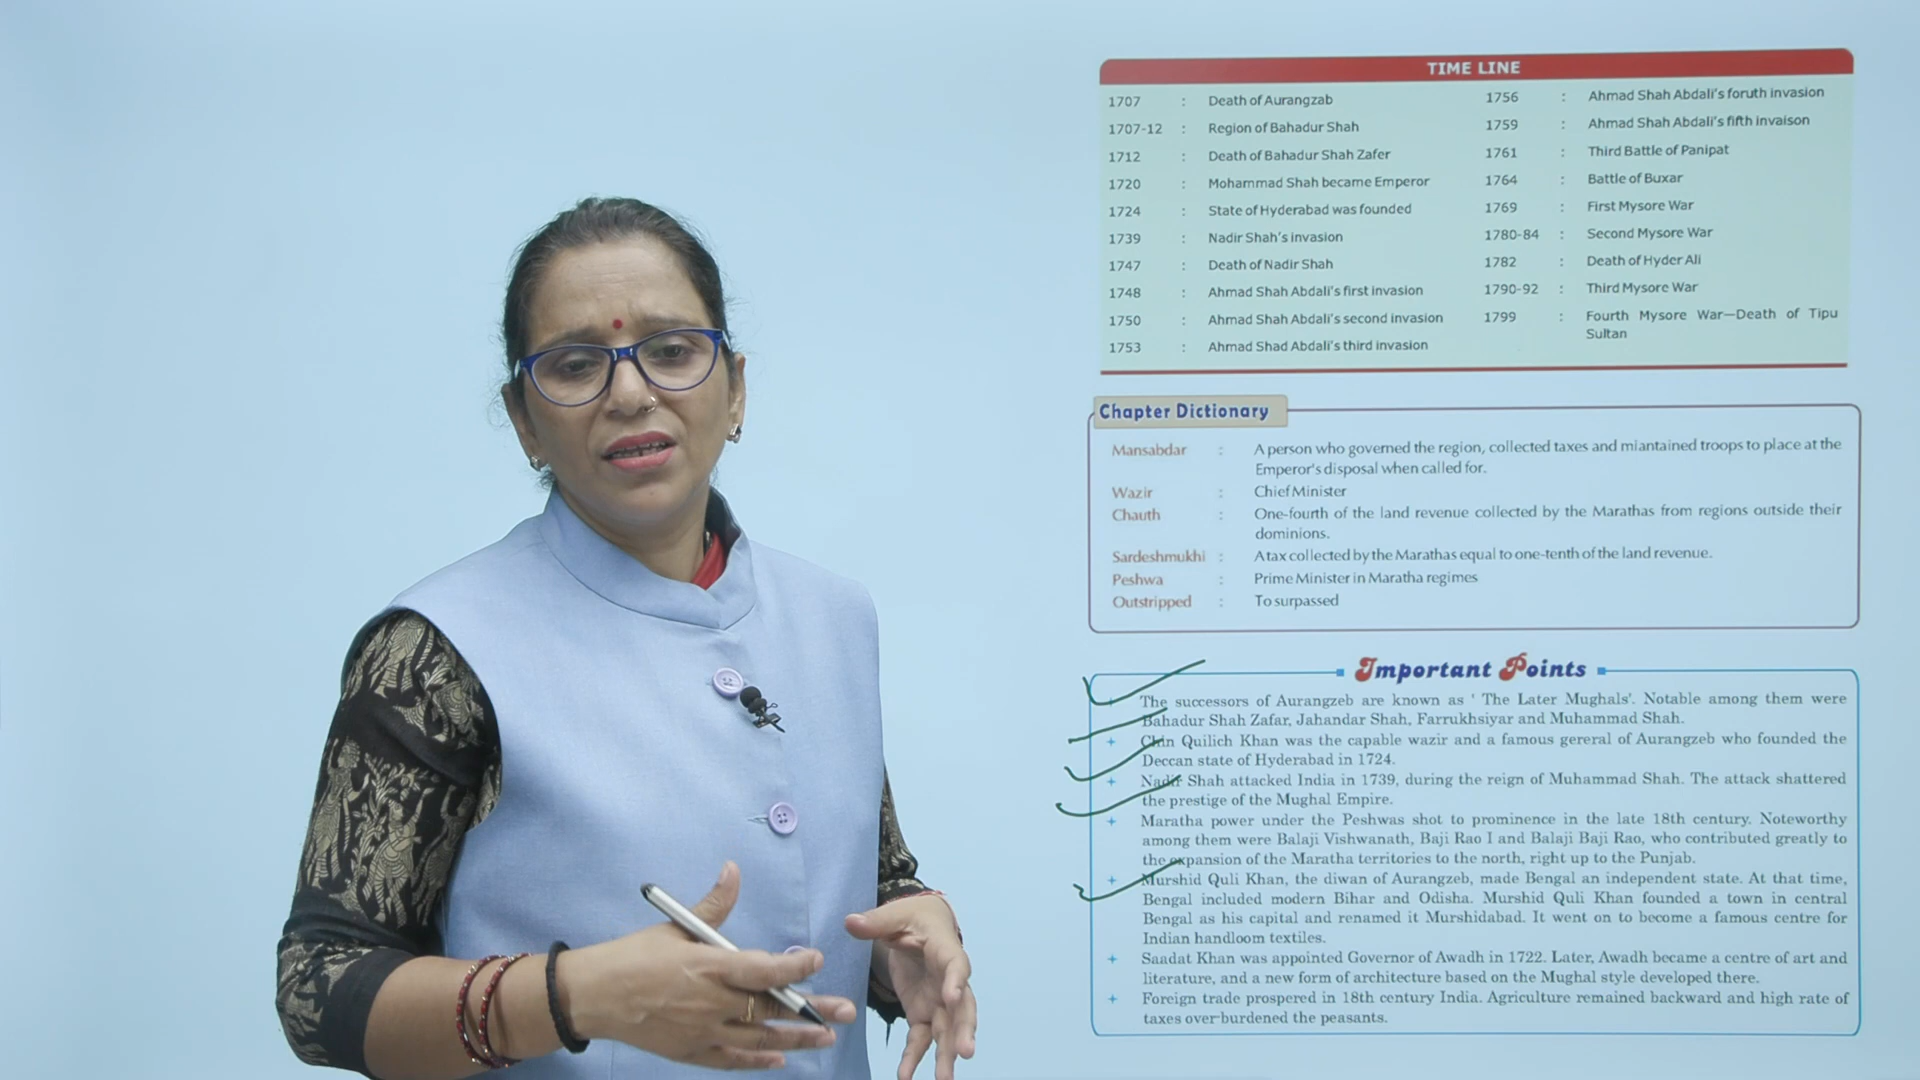 TIME LINE
1707 : Death of Aurangzab
1707-12 : Region of Bahadur Shah
1712 : Death of Bahadur Shah Zafer
1720 : Mohammad Shah became Emperor
1724 : State of Hyderabad was founded
1739 : Nadir Shah's invasion
1747 : Death of Nadir Shah
1748 : Ahmad Shah Abdali's first invasion
1750 : Ahmad Shah Abdali's second invasion
1753 : Ahmad Shad Abdali's third invasion
1756 : Ahmad Shah Abdali's foruth invasion
1759 : Ahmad Shah Abdali's fifth invaison
1761 : Third Battle of Panipat
1764 : Battle of Buxar
1769 : First Mysore War
1780-84 : Second Mysore War
1782 : Death of Hyder Ali
1790-92 : Third Mysore War
1799 : Fourth Mysore War—Death of Tipu
Sultan
Chapter Dictionary
Mansabdar : A person who governed the region, collected taxes and miantained troops to place at the
Emperor's disposal when called for.
Wazir : Chief Minister
Chauth : One-fourth of the land revenue collected by the Marathas from regions outside their
dominions.
Sardeshmukhi : A tax collected by the Marathas equal to one-tenth of the land revenue.
Peshwa : Prime Minister in Maratha regimes
Outstripped : To surpassed
Important Points
The successors of Aurangzeb are known as ' The Later Mughals'. Notable among them were
Bahadur Shah Zafar, Jahandar Shah, Farrukhsiyar and Muhammad Shah.
Chin Quilich Khan was the capable wazir and a famous gereral of Aurangzeb who founded the
Deccan state of Hyderabad in 1724.
Nadir Shah attacked India in 1739, during the reign of Muhammad Shah. The attack shattered
the prestige of the Mughal Empire.
Maratha power under the Peshwas shot to prominence in the late 18th century. Noteworthy
among them were Balaji Vishwanath, Baji Rao I and Balaji Baji Rao, who contributed greatly to
the expansion of the Maratha territories to the north, right up to the Punjab.
Murshid Quli Khan, the diwan of Aurangzeb, made Bengal an independent state. At that time,
Bengal included modern Bihar and Odisha. Murshid Quli Khan founded a town in central
Bengal as his capital and renamed it Murshidabad. It went on to become a famous centre for
Indian handloom textiles.
Saadat Khan was appointed Governor of Awadh in 1722. Later, Awadh became a centre of art and
literature, and a new form of architecture based on the Mughal style developed there.
Foreign trade prospered in 18th century India. Agriculture remained backward and high rate of
taxes over-burdened the peasants.